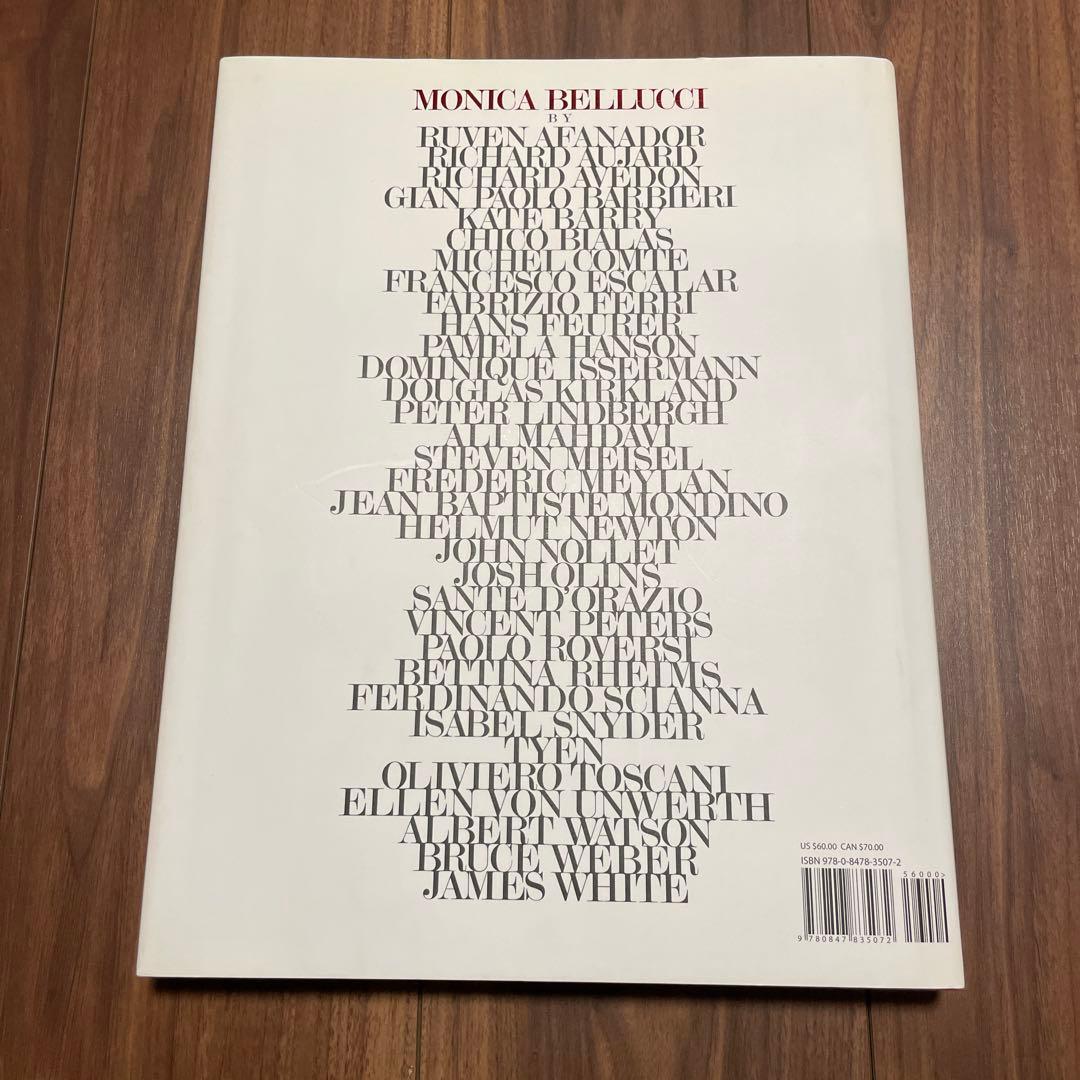 MONICA BELLUCCI
BY
RUVEN AFANADOR
RICHARD AUJARD
RICHARD AVEDON
GIAN PAOLO BARBIERI
KATE BARRY
CHICO BIALAS
MICHEL COMTE
FRANCESCO ESCALAR
FABRIZIO FERRI
HANS FEURER
PAMELA HANSON
DOMINIQUE ISSERMANN
DOUGLAS KIRKLAND
PETER LINDBERGH
ALI MAHDAVI
STEVEN MEISEL
FREDERIC MEYLAN
JEAN BAPTISTE MONDINO
HELMUT NEWTON
JOHN NOLLET
JOSH OLINS
SANTE D'ORAZIO
VINCENT PETERS
PAOLO ROVERSI
BETTINA RHEIMS
FERDINANDO SCIANNA
ISABEL SNYDER
TYEN
OLIVIERO TOSCANI
ELLEN VON UNWERTH
ALBERT WATSON
BRUCE WEBER
JAMES WHITE
US $60.00 CAN $70.00
ISBN 978-0-8478-3507-2
56000>
9 780847 835072